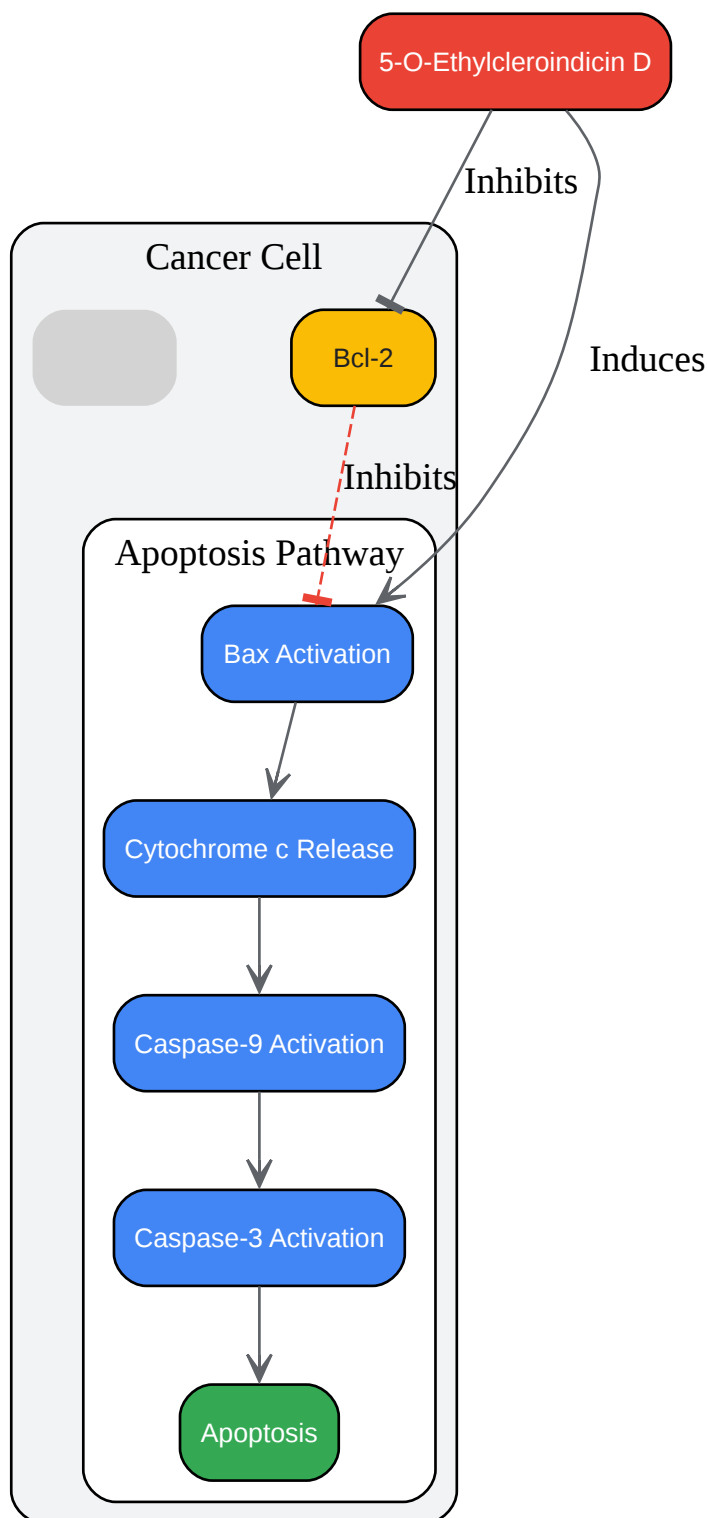 5-O-Ethylcleroindicin D
Inhibits
Cancer Cell
Bcl-2
Induces
Inhibits
Apoptosis Pathway
Bax Activation
Cytochrome c Release
Caspase-9 Activation
Caspase-3 Activation
Apoptosis